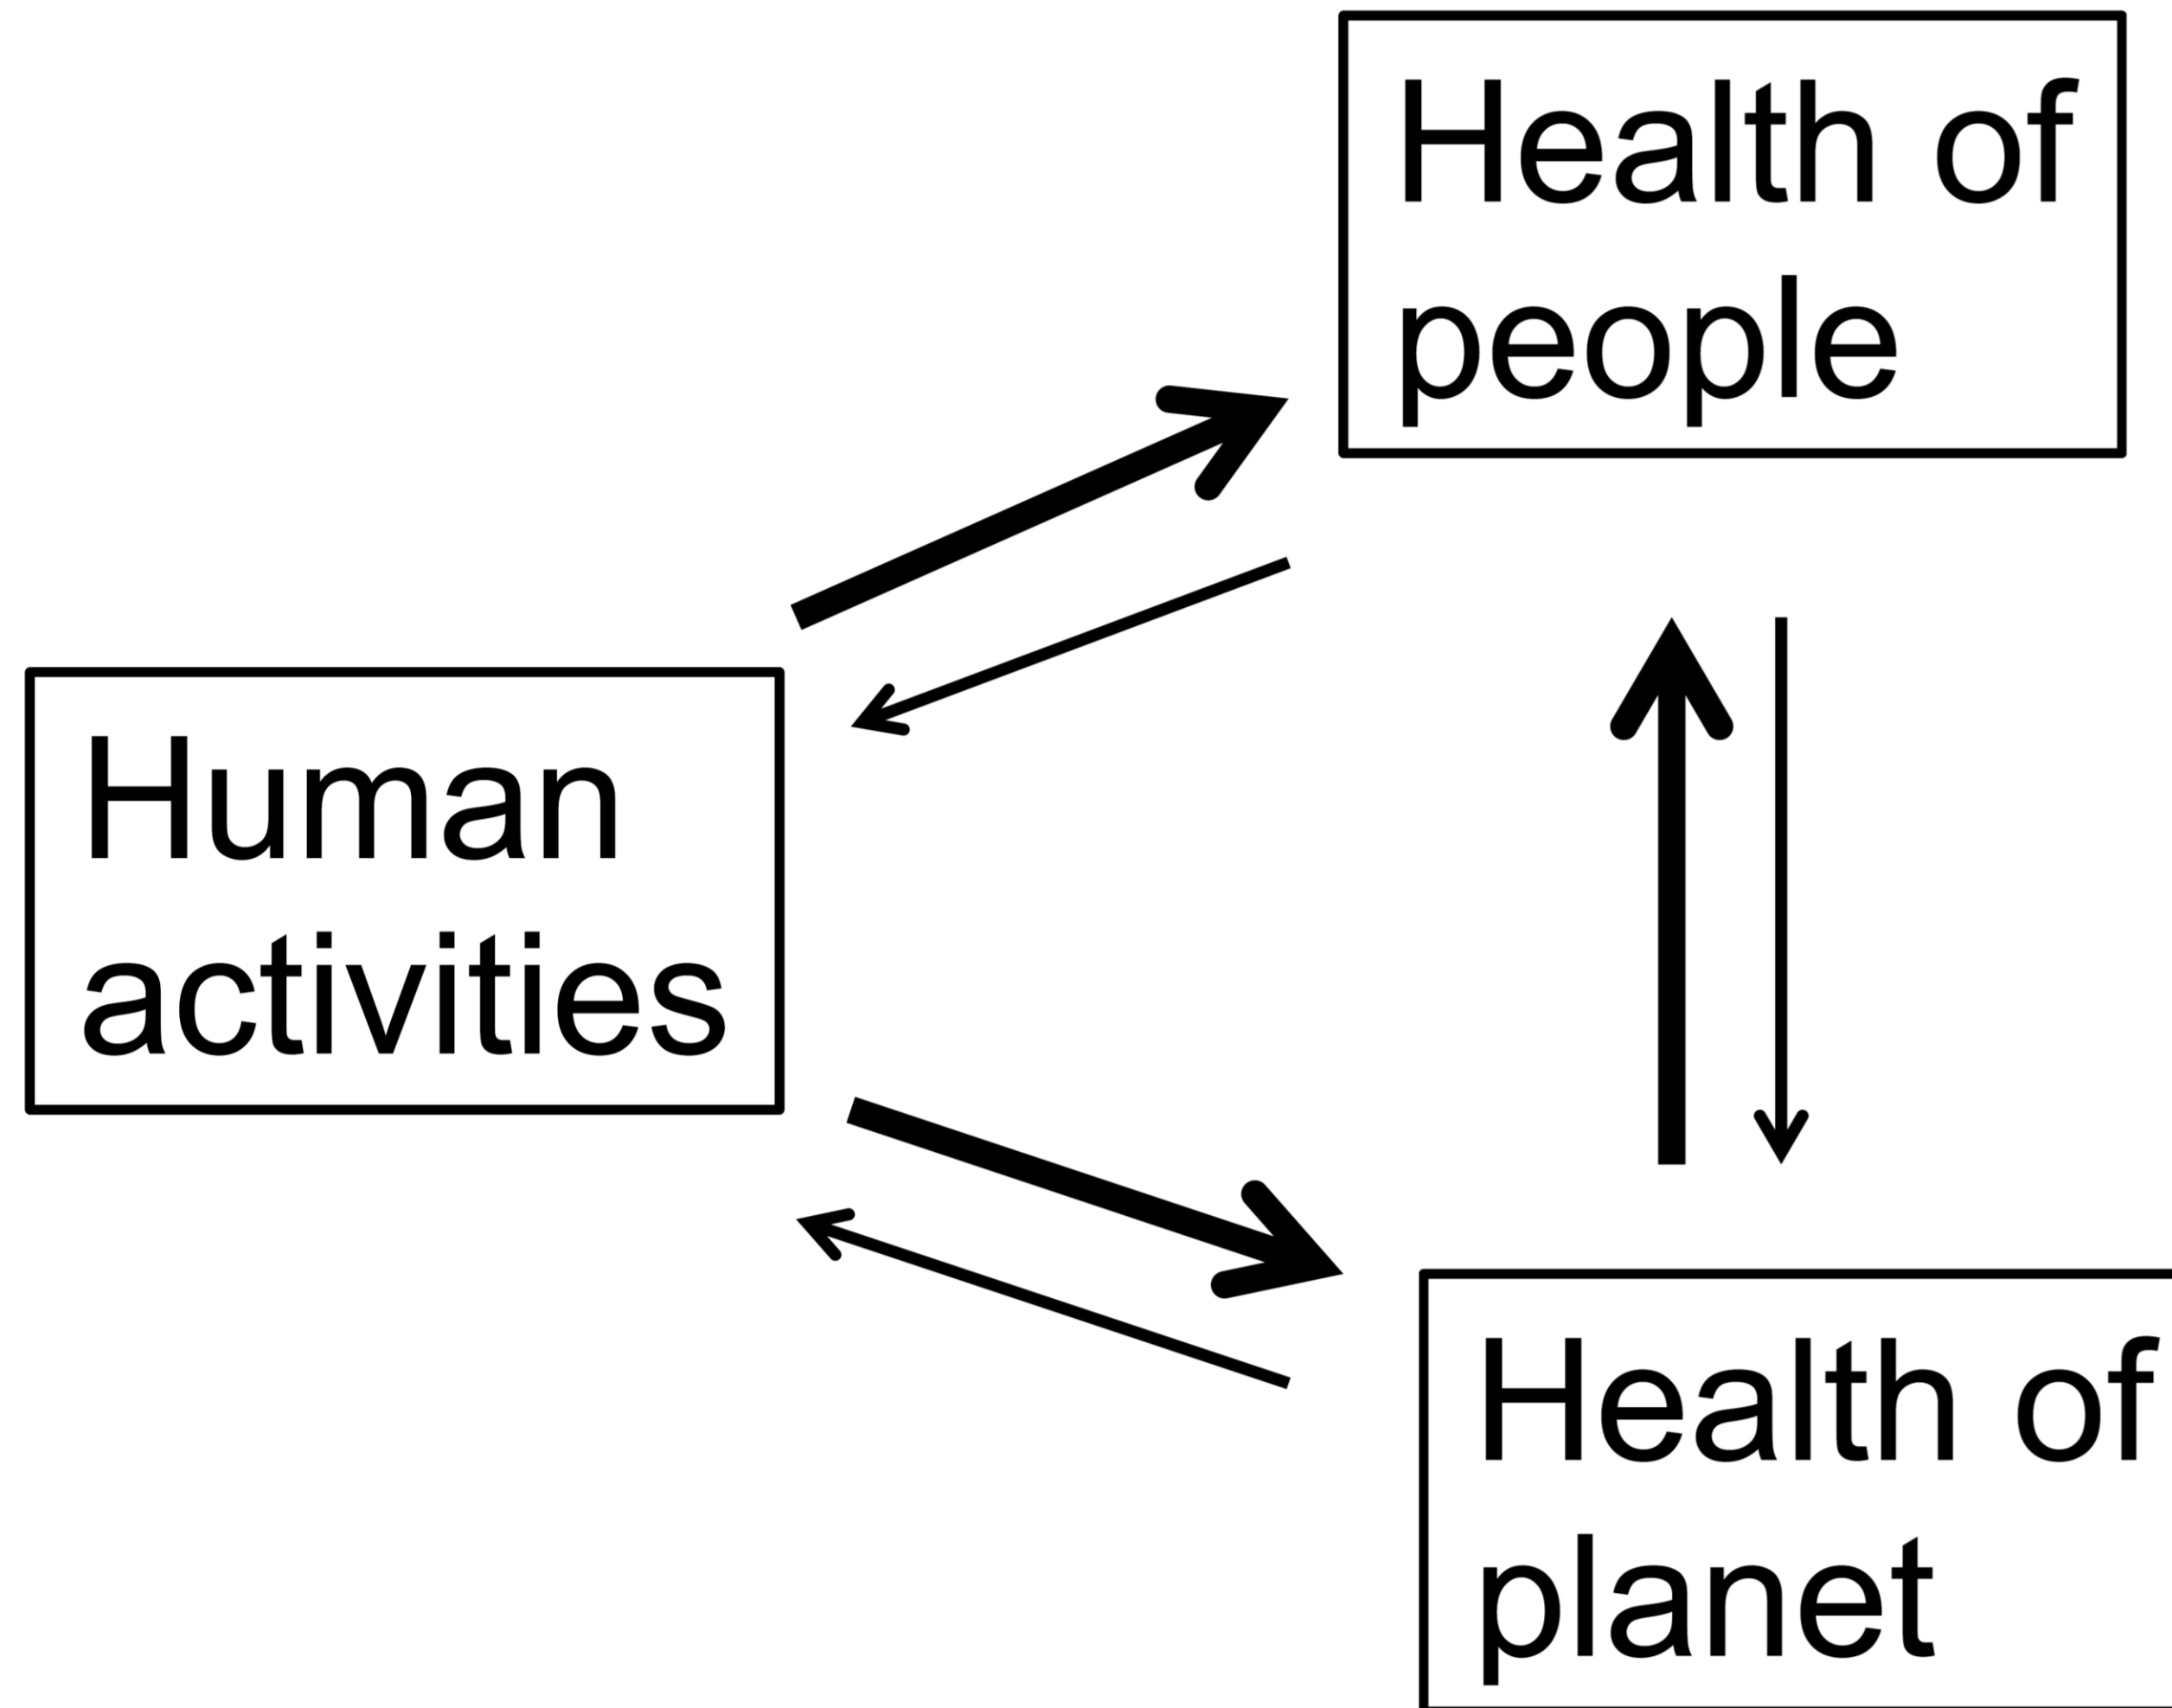 Health of
people
Human
activities
Health of
planet